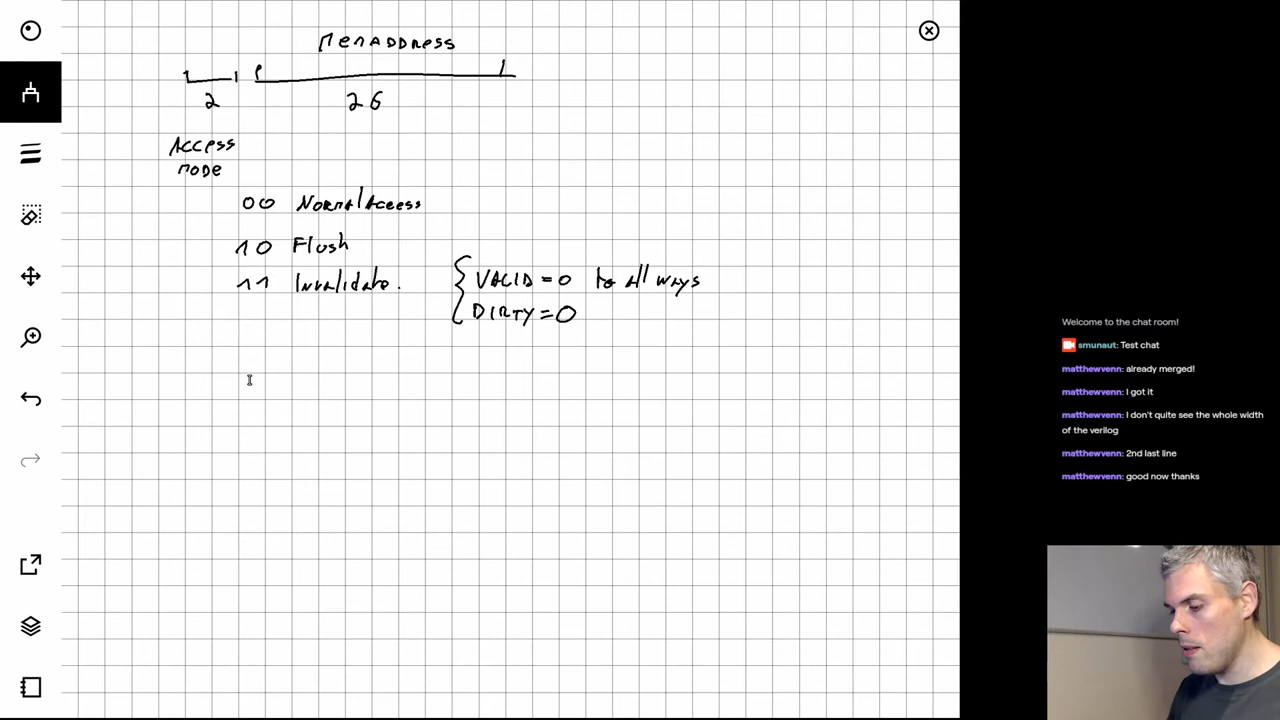 MemAddress
2 26
Access
mode
00 Normal Access
10 Flush
11 Invalidate.
VALID = 0 to all ways
DIRTY = 0
Welcome to the chat room!
smunaut: Test chat
matthewvenn: already merged!
matthewvenn: I got it
matthewvenn: I don't quite see the whole width
of the verilog
matthewvenn: 2nd last line
matthewvenn: good now thanks